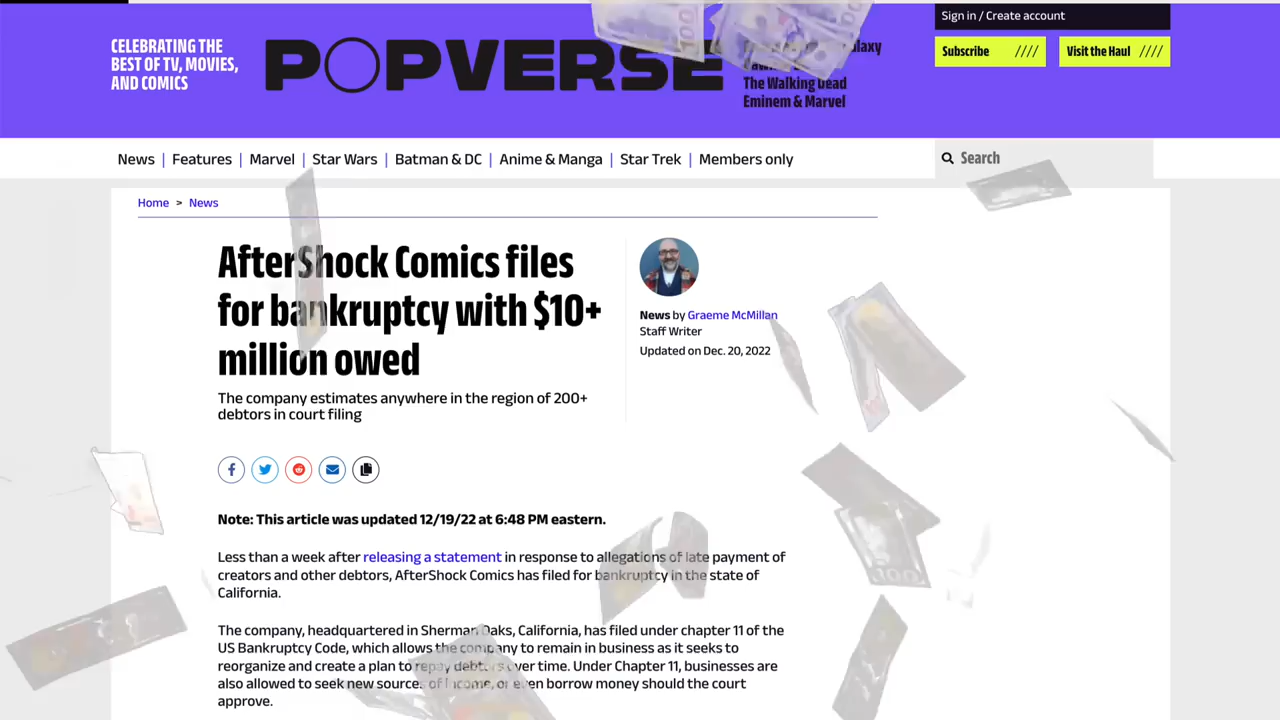 Sign in / Create account
CELEBRATING THE
BEST OF TV, MOVIES,
AND COMICS
POPVERSE
The Walking Dead
Eminem & Marvel
Subscribe ////
Visit the Haul ////
News | Features | Marvel | Star Wars | Batman & DC | Anime & Manga | Star Trek | Members only
Search
Home > News
AfterShock Comics files
for bankruptcy with $10+
million owed
The company estimates anywhere in the region of 200+
debtors in court filing
News by Graeme McMillan
Staff Writer
Updated on Dec. 20, 2022
Note: This article was updated 12/19/22 at 6:48 PM eastern.
Less than a week after releasing a statement in response to allegations of late payment of
creators and other debtors, AfterShock Comics has filed for bankruptcy in the state of
California.
The company, headquartered in Sherman Oaks, California, has filed under chapter 11 of the
US Bankruptcy Code, which allows the company to remain in business as it seeks to
reorganize and create a plan to repay debtors over time. Under Chapter 11, businesses are
also allowed to seek new sources of income, or even borrow money should the court
approve.